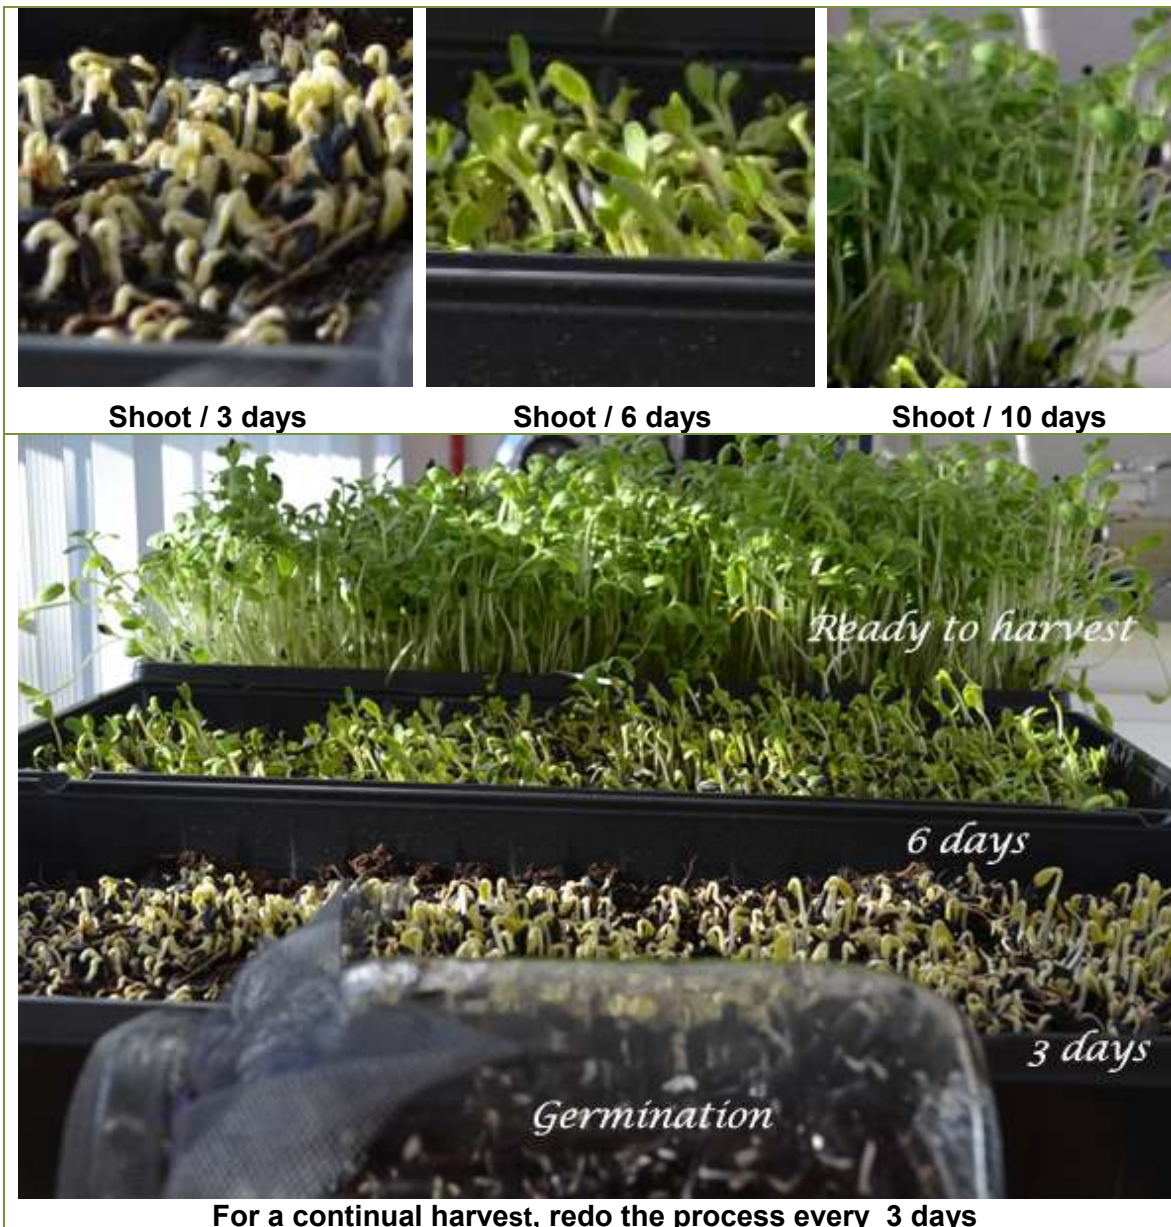 Shoot / 3 days
Shoot / 6 days
Shoot / 10 days
Ready to harvest
6 days
3 days
Germination
For a continual harvest, redo the process every 3 days